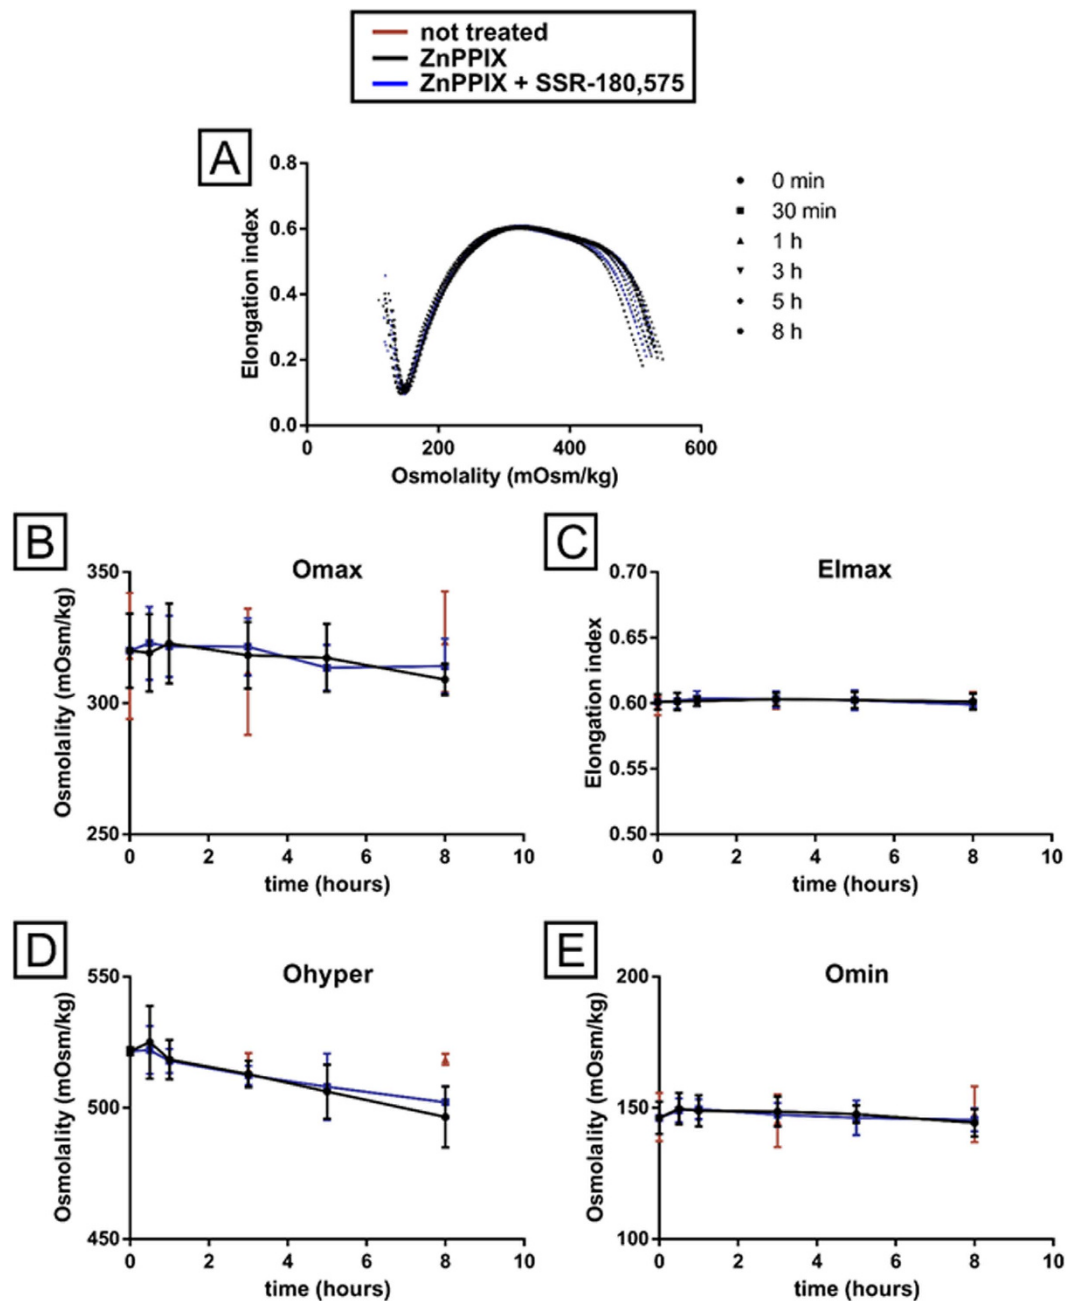 not treated
ZnPPIX
ZnPPIX + SSR-180,575
A
0.8
0.6
0.4
0.2
0.0
Elongation index
0
200
400
600
Osmolality (mOsm/kg)
0 min
30 min
1 h
3 h
5 h
8 h
B
Omax
350
300
250
Osmolality (mOsm/kg)
0 2 4 6 8 10
time (hours)
C
EImax
0.70
0.65
0.60
0.55
0.50
Elongation index
0 2 4 6 8 10
time (hours)
D
Ohyper
550
500
450
Osmolality (mOsm/kg)
0 2 4 6 8 10
time (hours)
E
Omin
200
150
100
Osmolality (mOsm/kg)
0 2 4 6 8 10
time (hours)